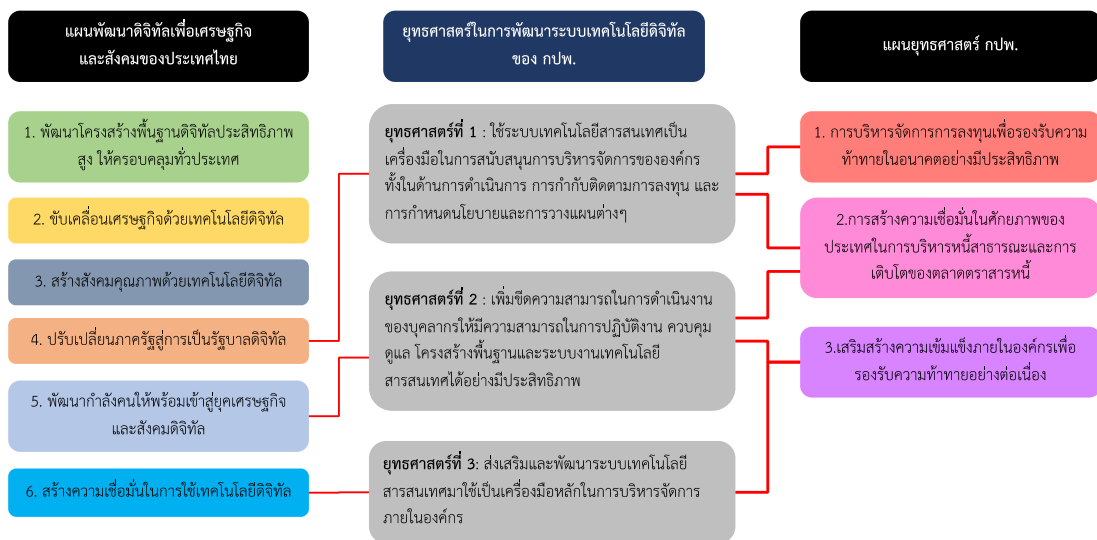 แผนพัฒนาดิจิทัลเพื่อเศรษฐกิจ
และสังคมของประเทศไทย
1. พัฒนาโครงสร้างพื้นฐานดิจิทัลประสิทธิภาพ
สูง ให้ครอบคลุมทั่วประเทศ
2. ขับเคลื่อนเศรษฐกิจด้วยเทคโนโลยีดิจิทัล
3. สร้างสังคมคุณภาพด้วยเทคโนโลยีดิจิทัล
4. ปรับเปลี่ยนภาครัฐสู่การเป็นรัฐบาลดิจิทัล
5. พัฒนากำลังคนให้พร้อมเข้าสู่ยุคเศรษฐกิจ
และสังคมดิจิทัล
6. สร้างความเชื่อมั่นในการใช้เทคโนโลยีดิจิทัล
ยุทธศาสตร์ในการพัฒนาระบบเทคโนโลยีดิจิทัล
ของ กปพ.
ยุทธศาสตร์ที่ 1 : ใช้ระบบเทคโนโลยีสารสนเทศเป็น
เครื่องมือในการสนับสนุนการบริหารจัดการขององค์กร
ทั้งในด้านการดำเนินการ การกำกับติดตามการลงทุน และ
การกำหนดนโยบายและการวางแผนต่างๆ
ยุทธศาสตร์ที่ 2 : เพิ่มขีดความสามารถในการดำเนินงาน
ของบุคลากรให้มีความสามารถในการปฏิบัติงาน ควบคุม
ดูแล โครงสร้างพื้นฐานและระบบงานเทคโนโลยี
สารสนเทศได้อย่างมีประสิทธิภาพ
ยุทธศาสตร์ที่ 3: ส่งเสริมและพัฒนาระบบเทคโนโลยี
สารสนเทศมาใช้เป็นเครื่องมือหลักในการบริหารจัดการ
ภายในองค์กร
แผนยุทธศาสตร์ กปพ.
1. การบริหารจัดการการลงทุนเพื่อรองรับความ
ท้าทายในอนาคตอย่างมีประสิทธิภาพ
2.การสร้างความเชื่อมั่นในศักยภาพของ
ประเทศในการบริหารหนี้สาธารณะและการ
เติบโตของตลาดตราสารหนี้
3.เสริมสร้างความเข้มแข็งภายในองค์กรเพื่อ
รองรับความท้าทายอย่างต่อเนื่อง